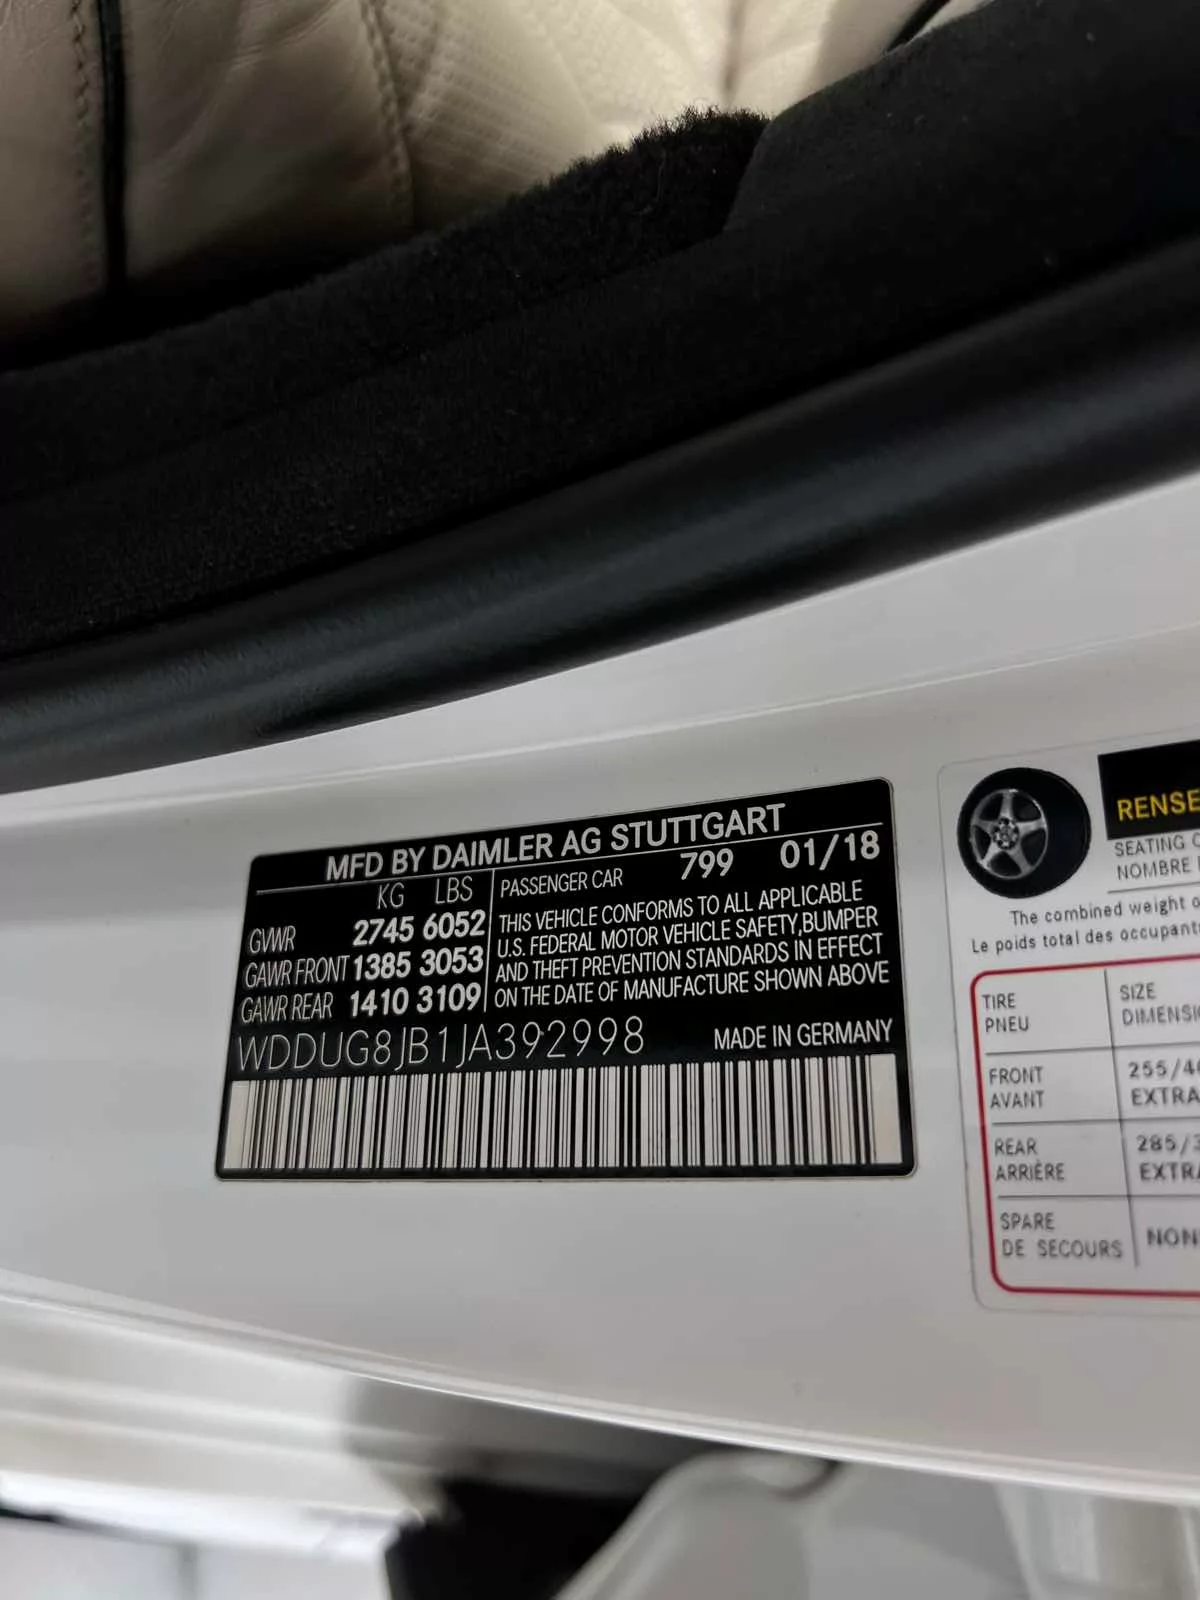 MFD BY DAIMLER AG STUTTGART
KG LBS
GVWR 2745 6052
GAWR FRONT 1385 3053
GAWR REAR 1410 3109
PASSENGER CAR 799 01/18
THIS VEHICLE CONFORMS TO ALL APPLICABLE
U.S. FEDERAL MOTOR VEHICLE SAFETY,BUMPER
AND THEFT PREVENTION STANDARDS IN EFFECT
ON THE DATE OF MANUFACTURE SHOWN ABOVE
WDDUG8JB1JA392998
MADE IN GERMANY
SEATING
NOMBRE
The combined weight
Le poids total des
TIRE
PNEU
SIZE
FRONT
AVANT
REAR
ARRIÈRE
SPARE
DE SECOURS